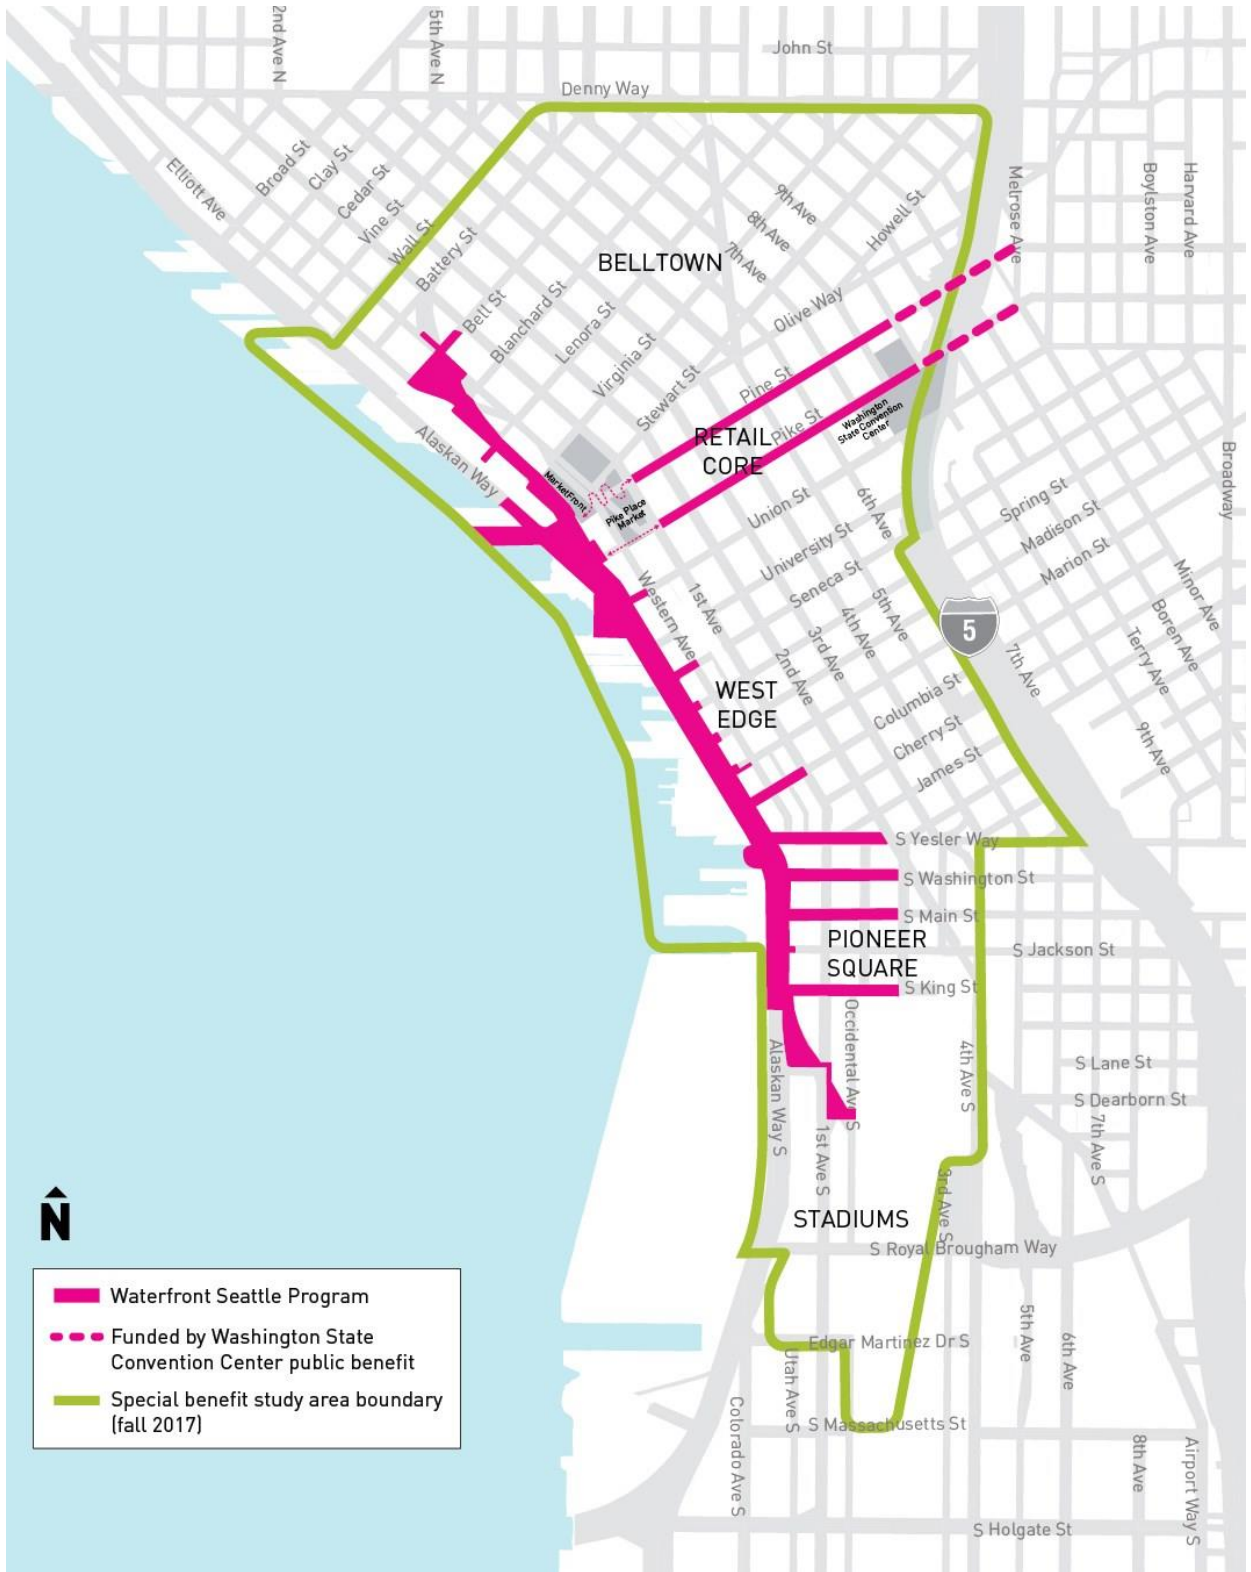 2nd Ave N
5th Ave N
John St
Denny Way
Elliott Ave
Broad St
Clay St
Cedar St
Vine St
Wall St
Battery St
Bell St
Blanchard St
Lenora St
Virginia St
Stewart St
BELLTOWN
9th Ave
8th Ave
7th Ave
Howell St
Olive Way
Melrose Ave
Boylston Ave
Harvard Ave
Pine St
Pike St
RETAIL
CORE
Washington
State Convention
Center
Alaskan Way
MarketFront
Pike Place
Market
Union St
University St
Seneca St
6th Ave
5th Ave
4th Ave
3rd Ave
2nd Ave
1st Ave
Western Ave
Spring St
Madison St
Marion St
Broadway
Minor Ave
Boren Ave
Terry Ave
9th Ave
7th Ave
5
WEST
EDGE
Columbia St
Cherry St
James St
S Yesler Way
S Washington St
S Main St
PIONEER
SQUARE
S Jackson St
S King St
Occidental Ave S
Alaskan Way S
1st Ave S
4th Ave S
3rd Ave S
S Lane St
S Dearborn St
7th Ave S
STADIUMS
S Royal Brougham Way
Edgar Martinez Dr S
Utah Ave S
S Massachusetts St
Colorado Ave S
5th Ave
6th Ave
8th Ave
Airport Way S
S Holgate St
N
Waterfront Seattle Program
Funded by Washington State
Convention Center public benefit
Special benefit study area boundary
(fall 2017)